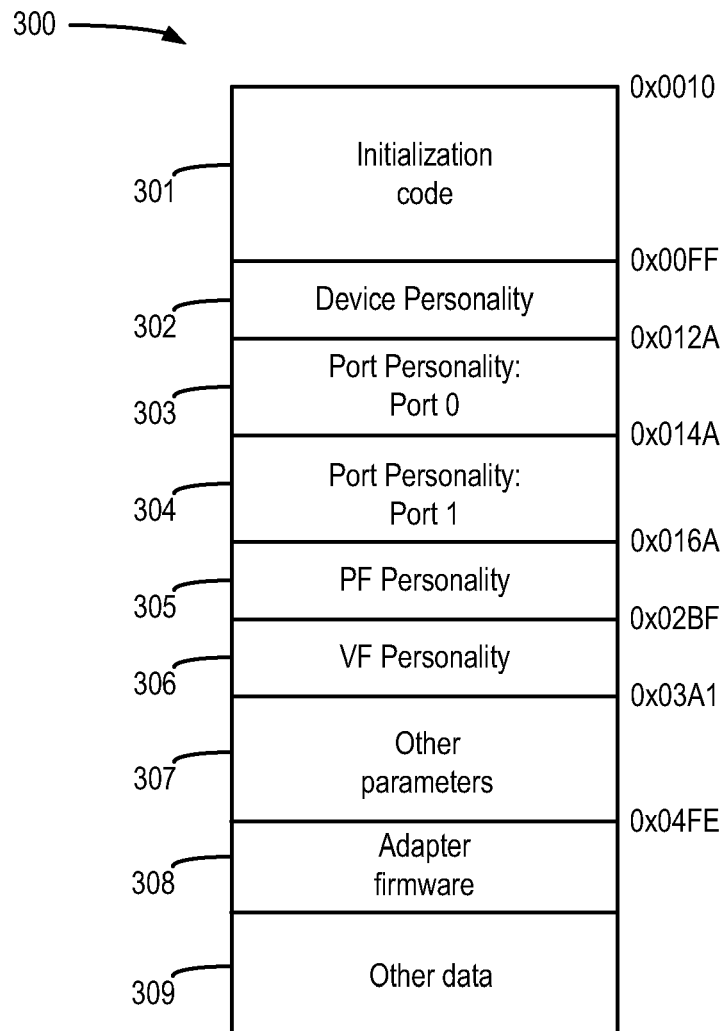 300
0x0010
Initialization
code
301
0x00FF
Device Personality
302
0x012A
Port Personality:
Port 0
303
0x014A
Port Personality:
Port 1
304
0x016A
PF Personality
305
0x02BF
VF Personality
306
0x03A1
Other
parameters
307
0x04FE
Adapter
firmware
308
Other data
309